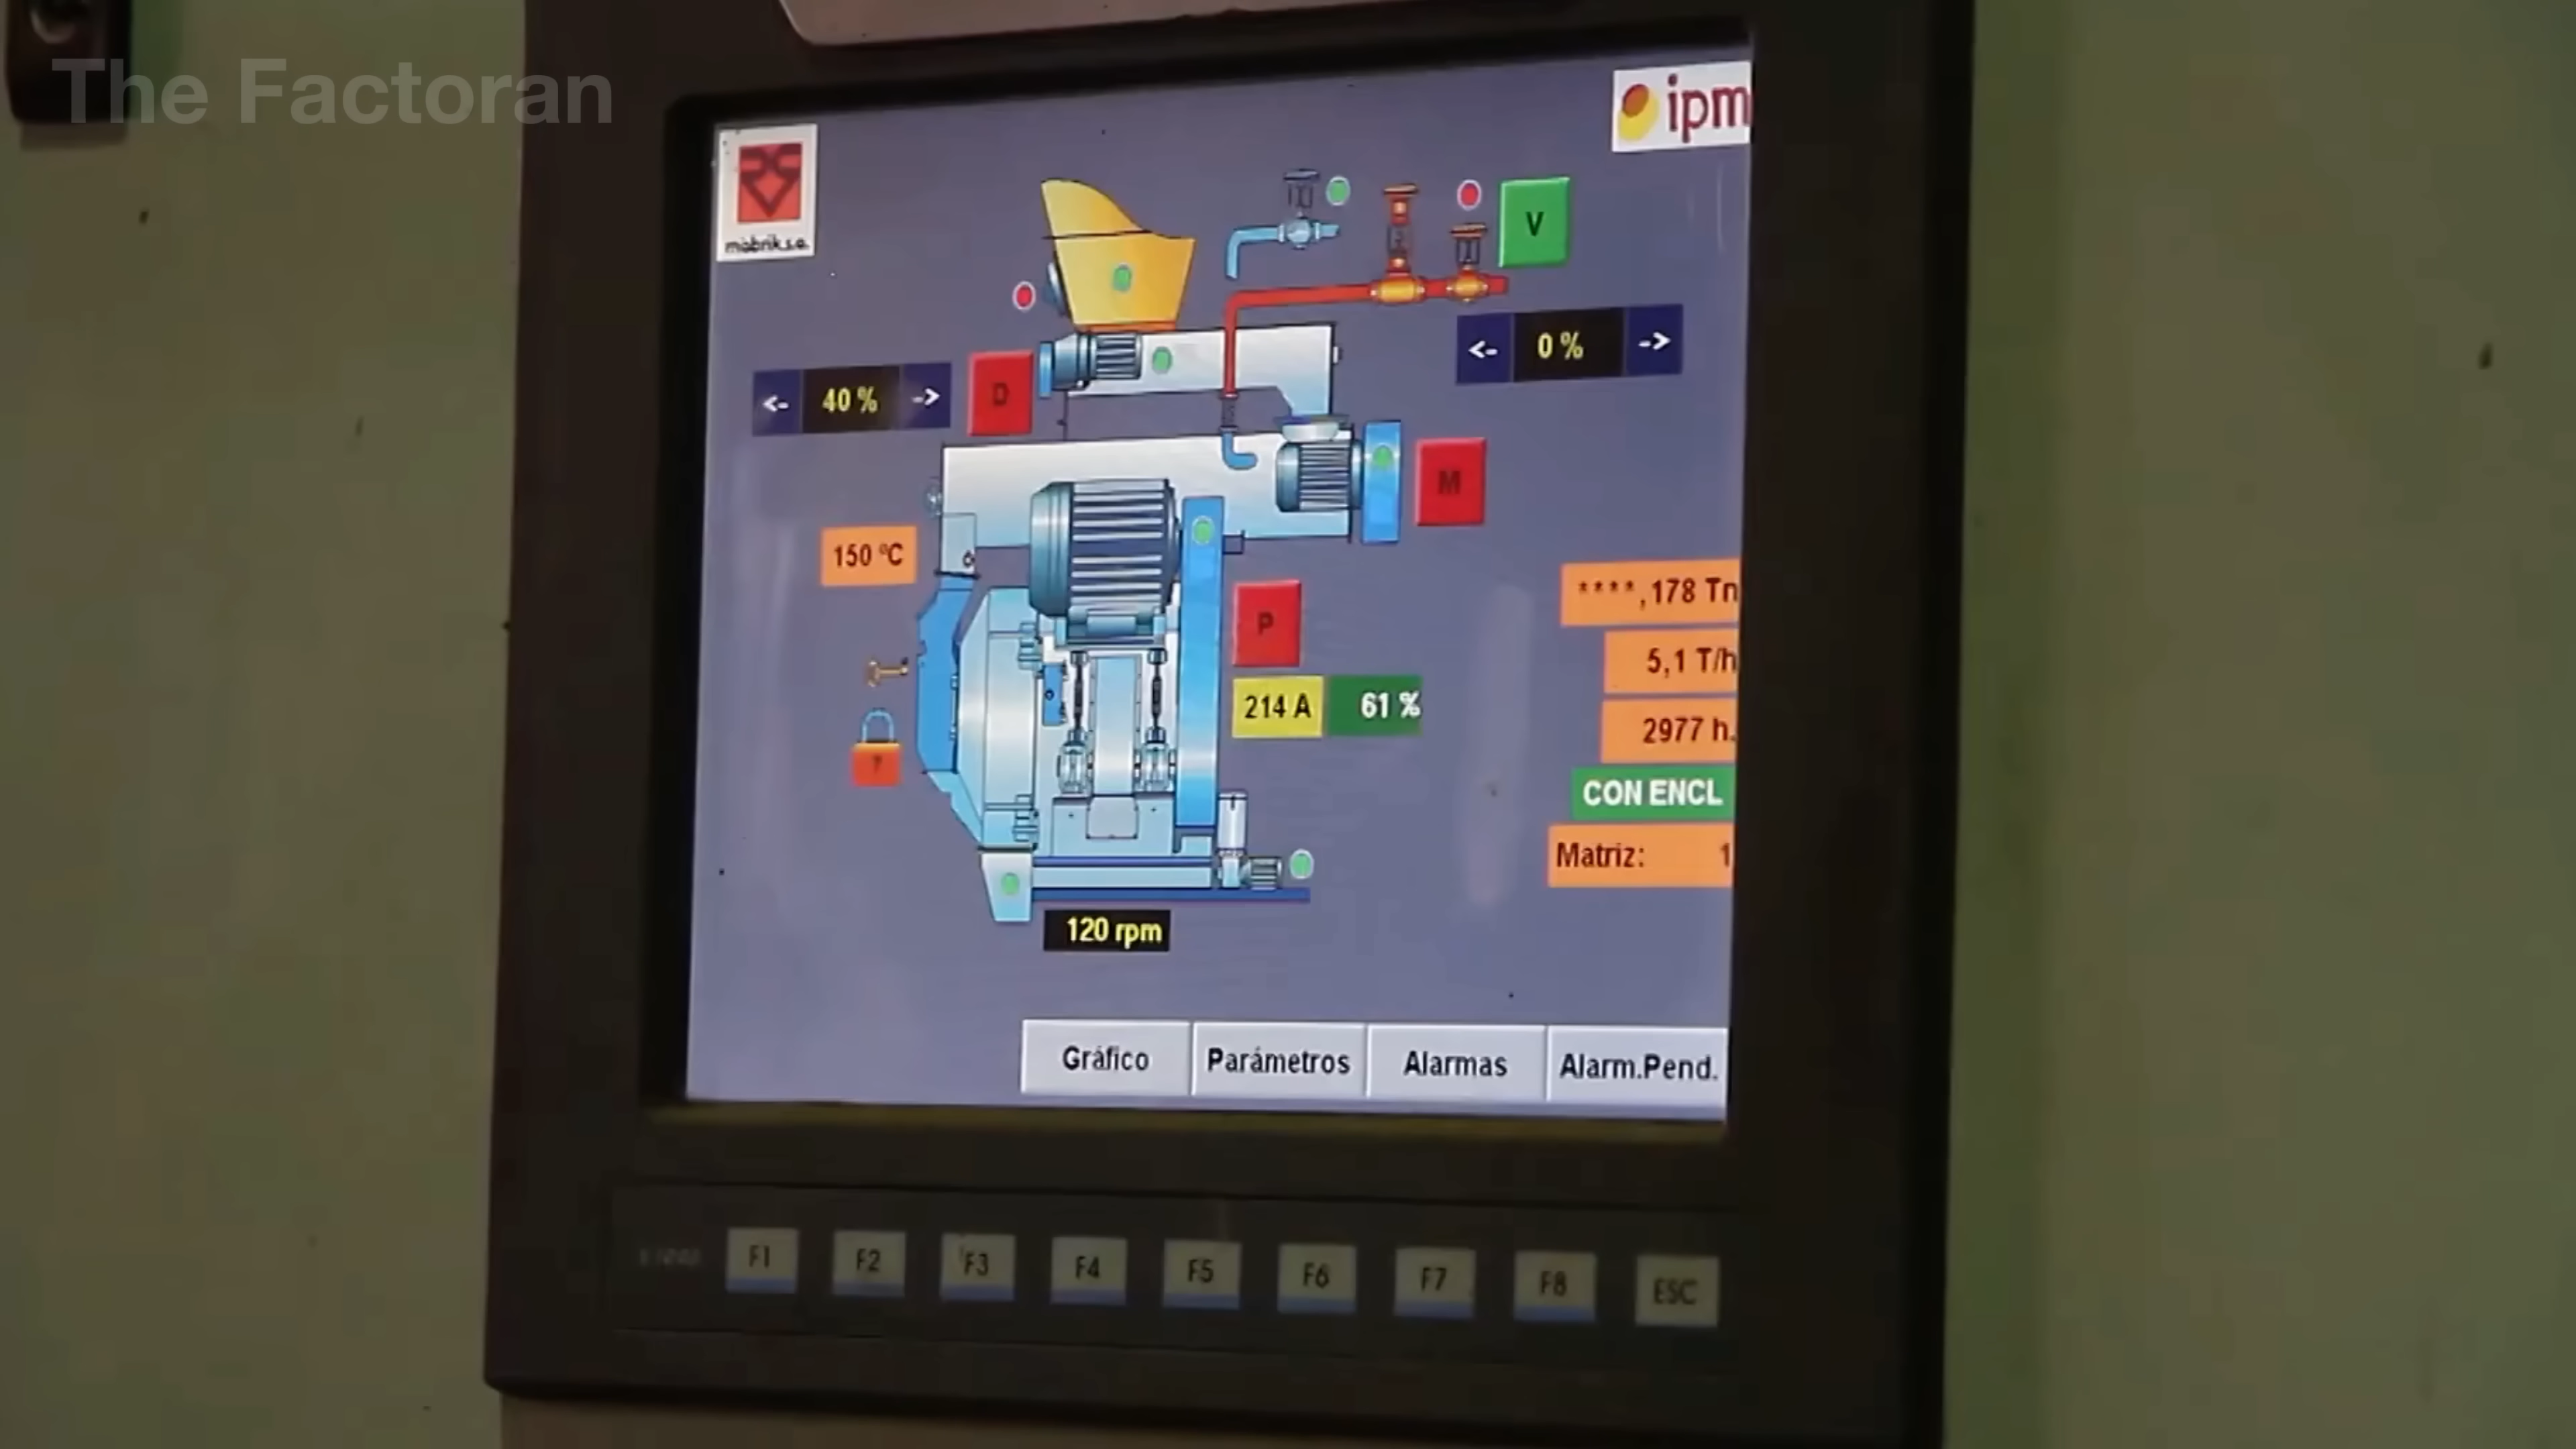 The Factoran
ipm
mabrik s.a.
V
<- 0 % ->
<- 40 % ->
D
M
150 ºC
****,178 Tn
P
5,1 T/h
214 A 61 %
2977 h.
?
CON ENCL
Matriz: 1
120 rpm
Gráfico Parámetros Alarmas Alarm.Pend.
F1 F2 F3 F4 F5 F6 F7 F8 ESC